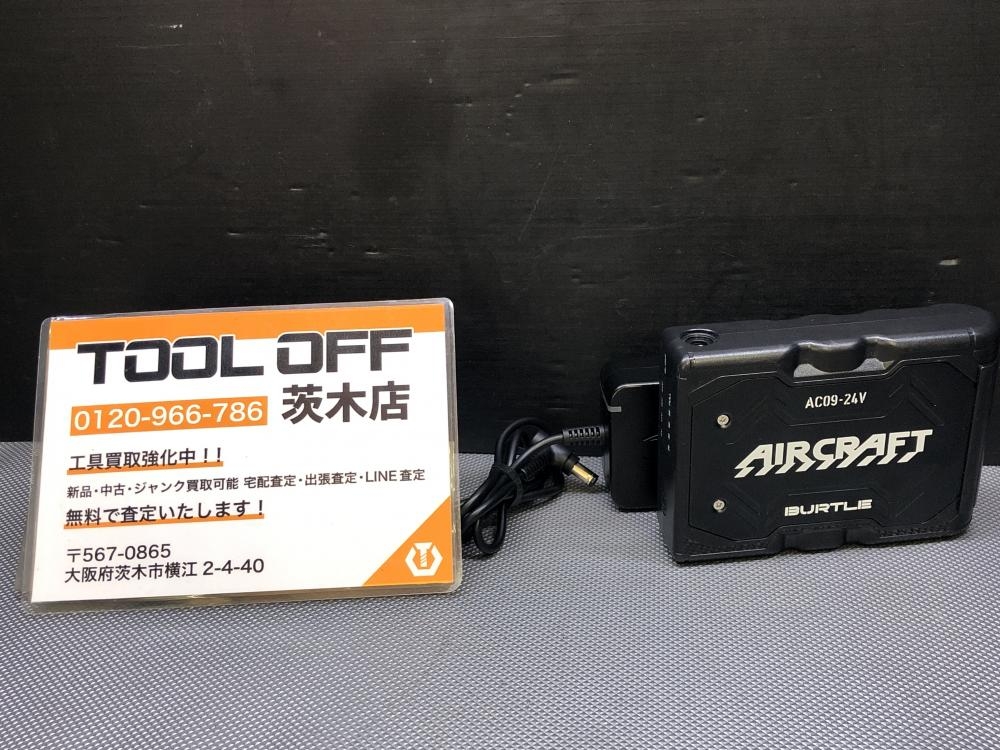 TOOL OFF
0120-966-786 茨木店
工具買取強化中！！
新品・中古・ジャンク買取可能 宅配査定・出張査定・LINE査定
無料で査定いたします！
〒567-0865
大阪府茨木市横江 2-4-40
AC09-24V
AIRCRAFT
BURTLE